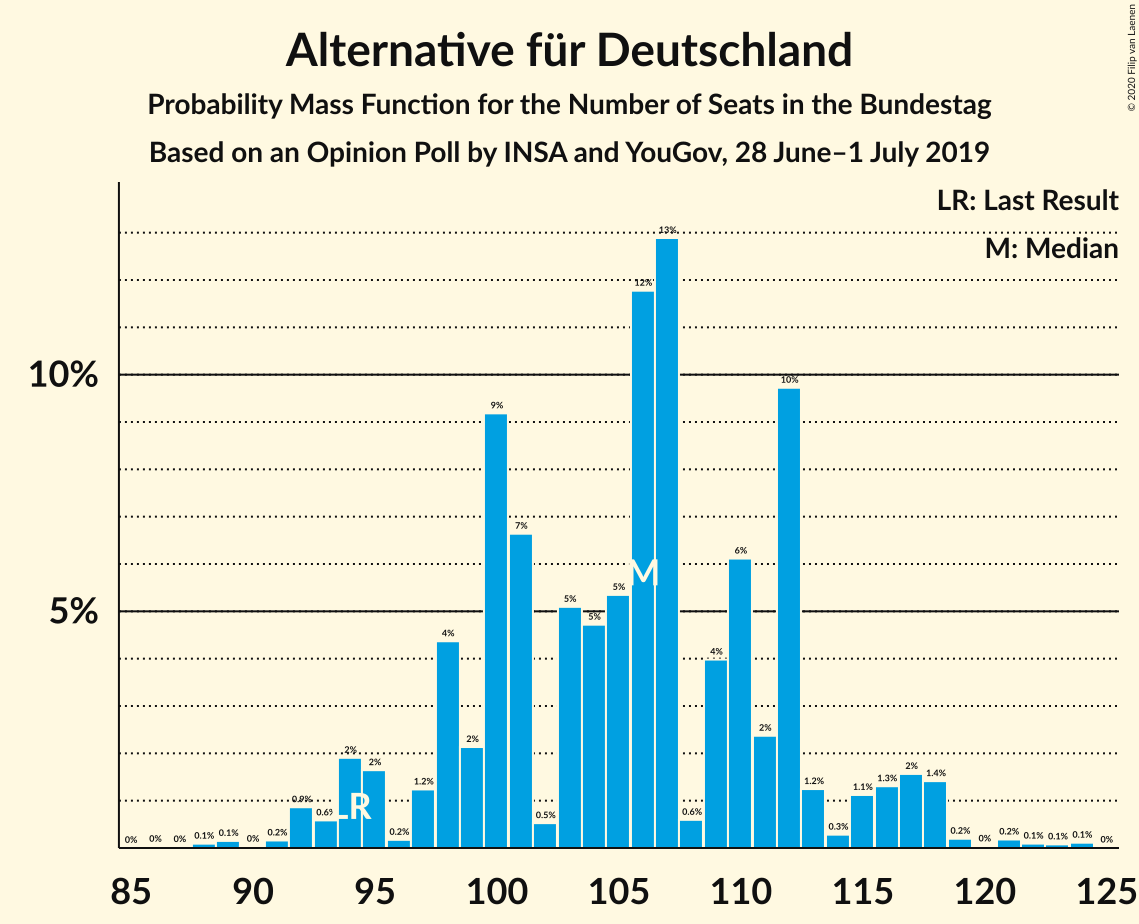 Alternative für Deutschland
Probability Mass Function for the Number of Seats in the Bundestag
Based on an Opinion Poll by INSA and YouGov, 28 June–1 July 2019
© 2020 Filip van Laenen
LR: Last Result
M: Median
10%
5%
0% 0% 0% 0.1% 0.1% 0% 0.2% 0.9% 0.6% 2% 2% 0.2% 1.2% 4% 2% 9% 7% 0.5% 5% 5% 5% 12% 13% 0.6% 4% 6% 2% 10% 1.2% 0.3% 1.1% 1.3% 2% 1.4% 0.2% 0% 0.2% 0.1% 0.1% 0.1% 0%
LR
M
85 90 95 100 105 110 115 120 125